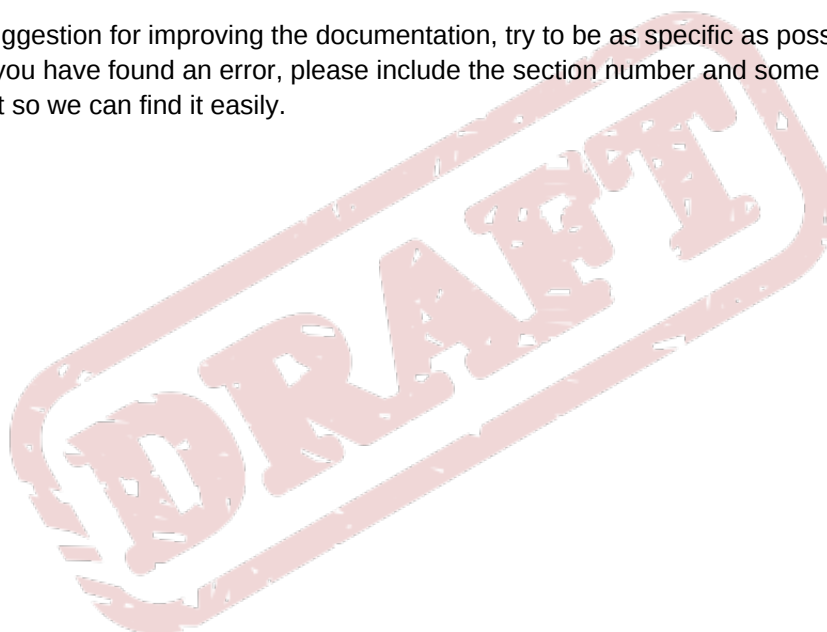 ggestion for improving the documentation, try to be as specific as poss
you have found an error, please include the section number and some
t so we can find it easily.
DRAFT